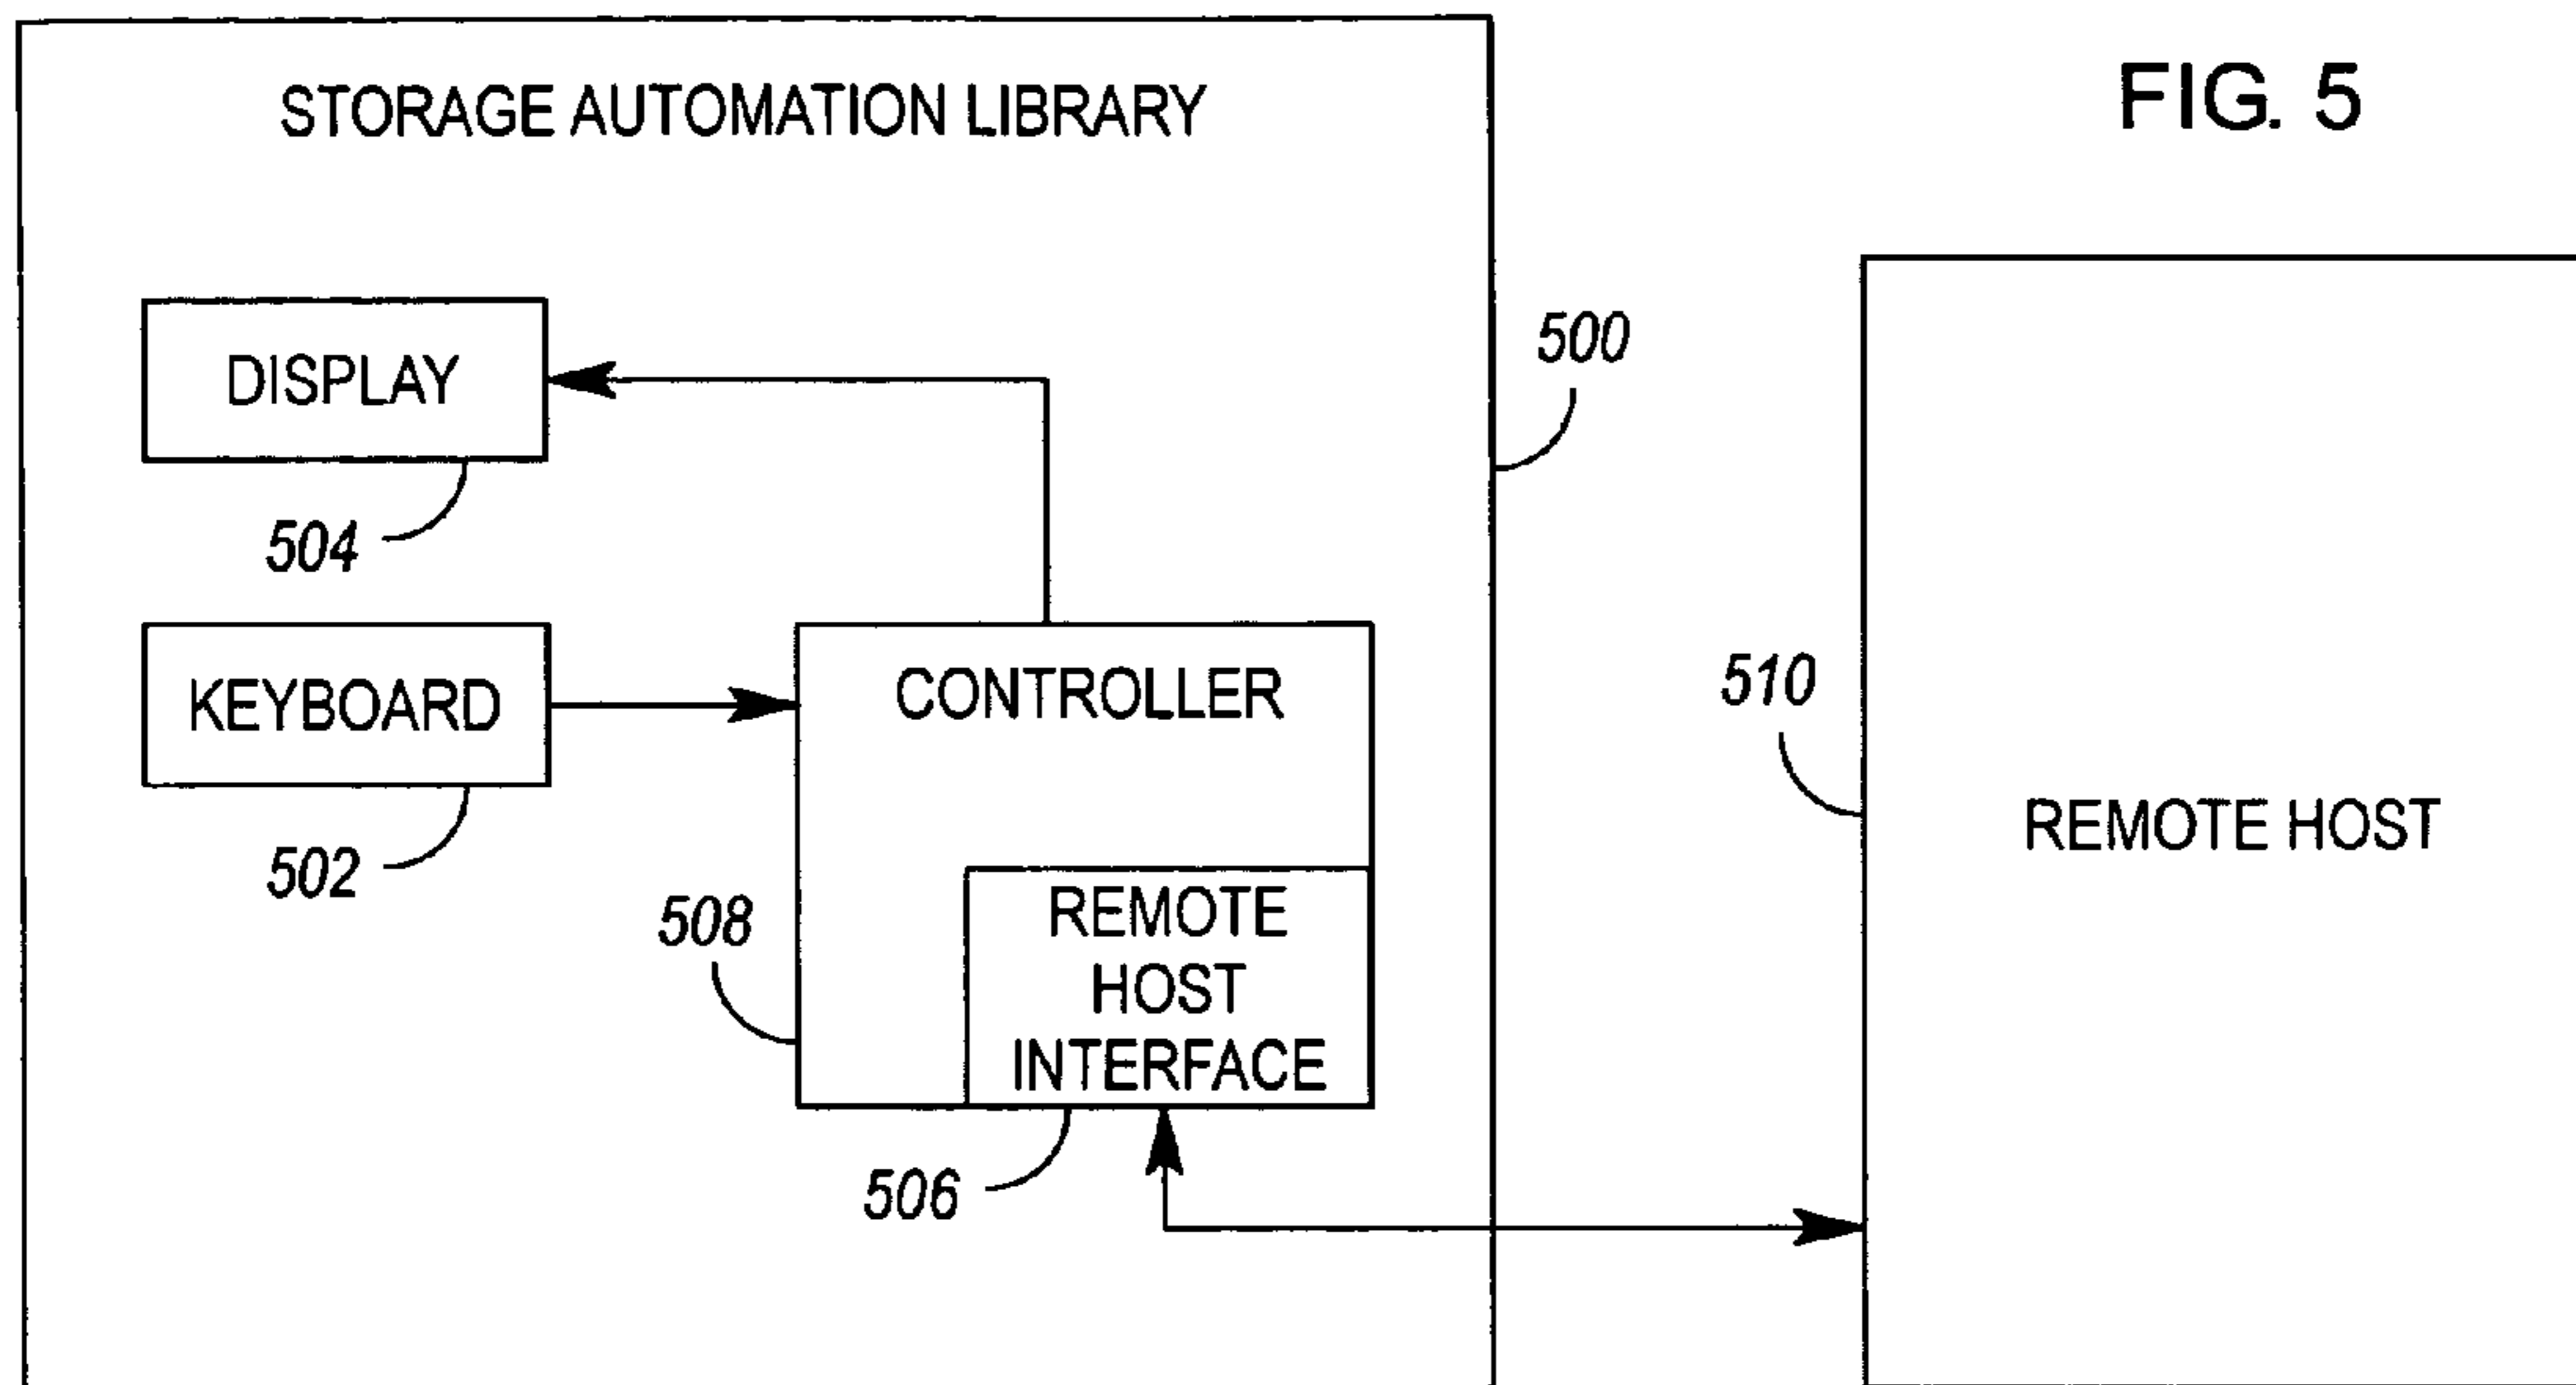 STORAGE AUTOMATION LIBRARY
FIG. 5
500
DISPLAY
504
KEYBOARD
502
CONTROLLER
508
REMOTE
HOST
INTERFACE
506
510
REMOTE HOST